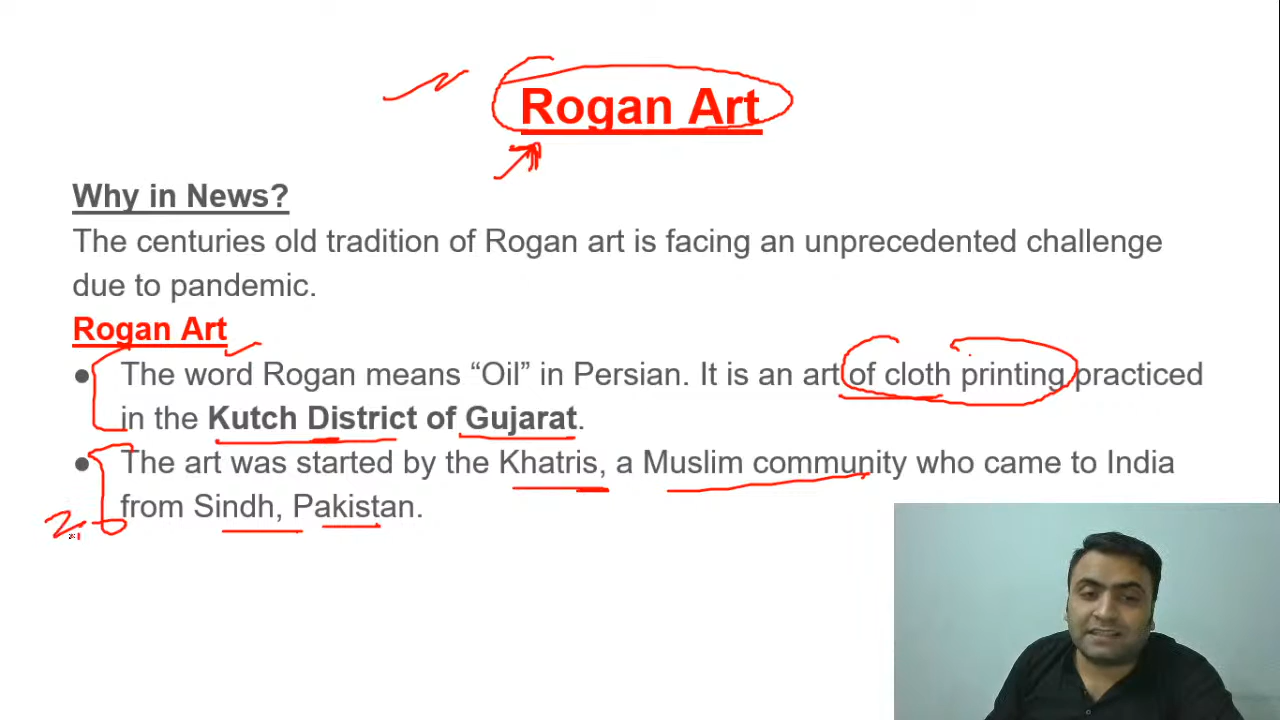 Rogan Art
Why in News?
The centuries old tradition of Rogan art is facing an unprecedented challenge
due to pandemic.
Rogan Art
● The word Rogan means “Oil” in Persian. It is an art of cloth printing practiced
in the Kutch District of Gujarat.
● The art was started by the Khatris, a Muslim community who came to India
from Sindh, Pakistan.